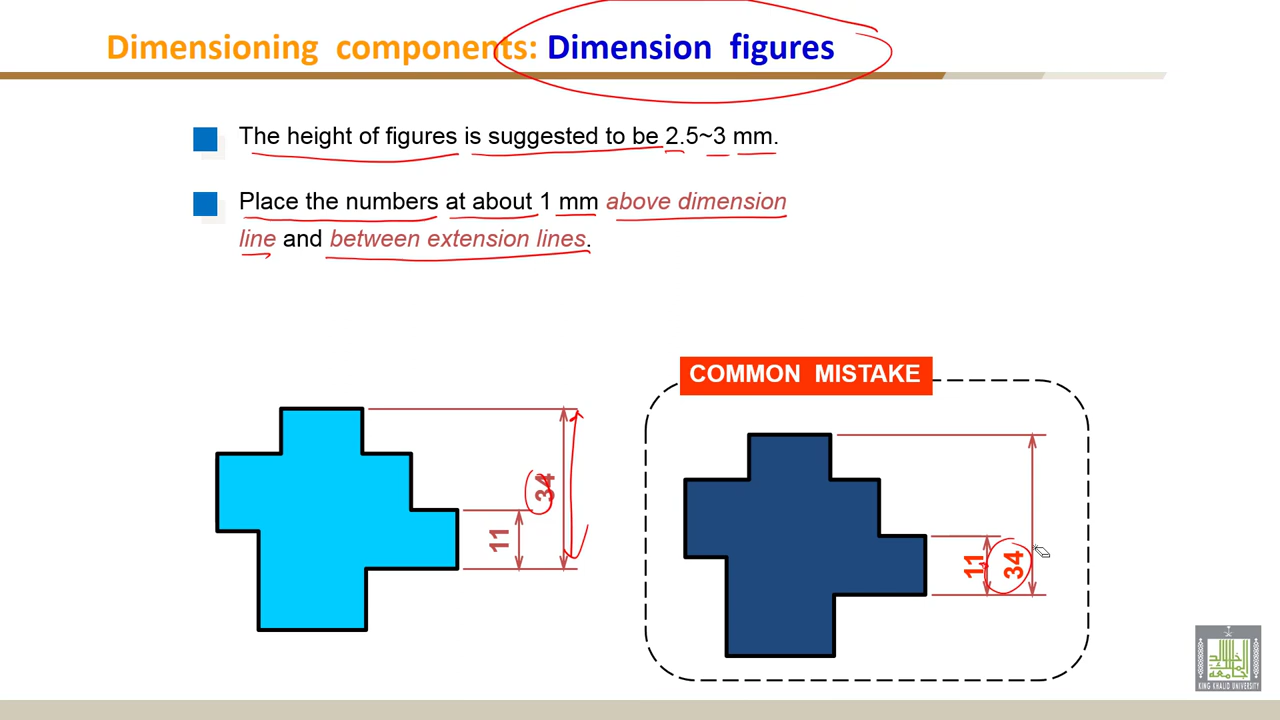 Dimensioning components: Dimension figures
The height of figures is suggested to be 2.5~3 mm.
Place the numbers at about 1 mm above dimension
line and between extension lines.
COMMON MISTAKE
34
11
11
34
KING KHALID UNIVERSITY